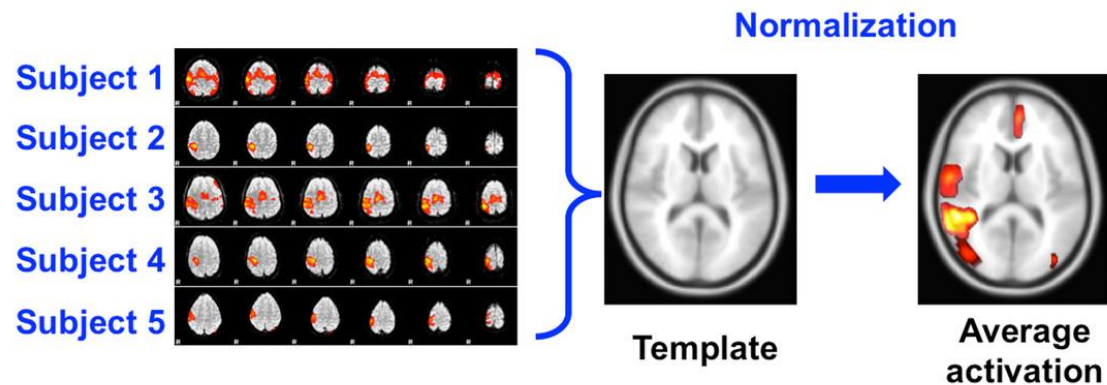 Normalization
Subject 1
R R R R R R
Subject 2
R R R R R R
Subject 3
R R R R R R
Subject 4
R R R R R R
Subject 5
R R R R R R
Template
Average
activation